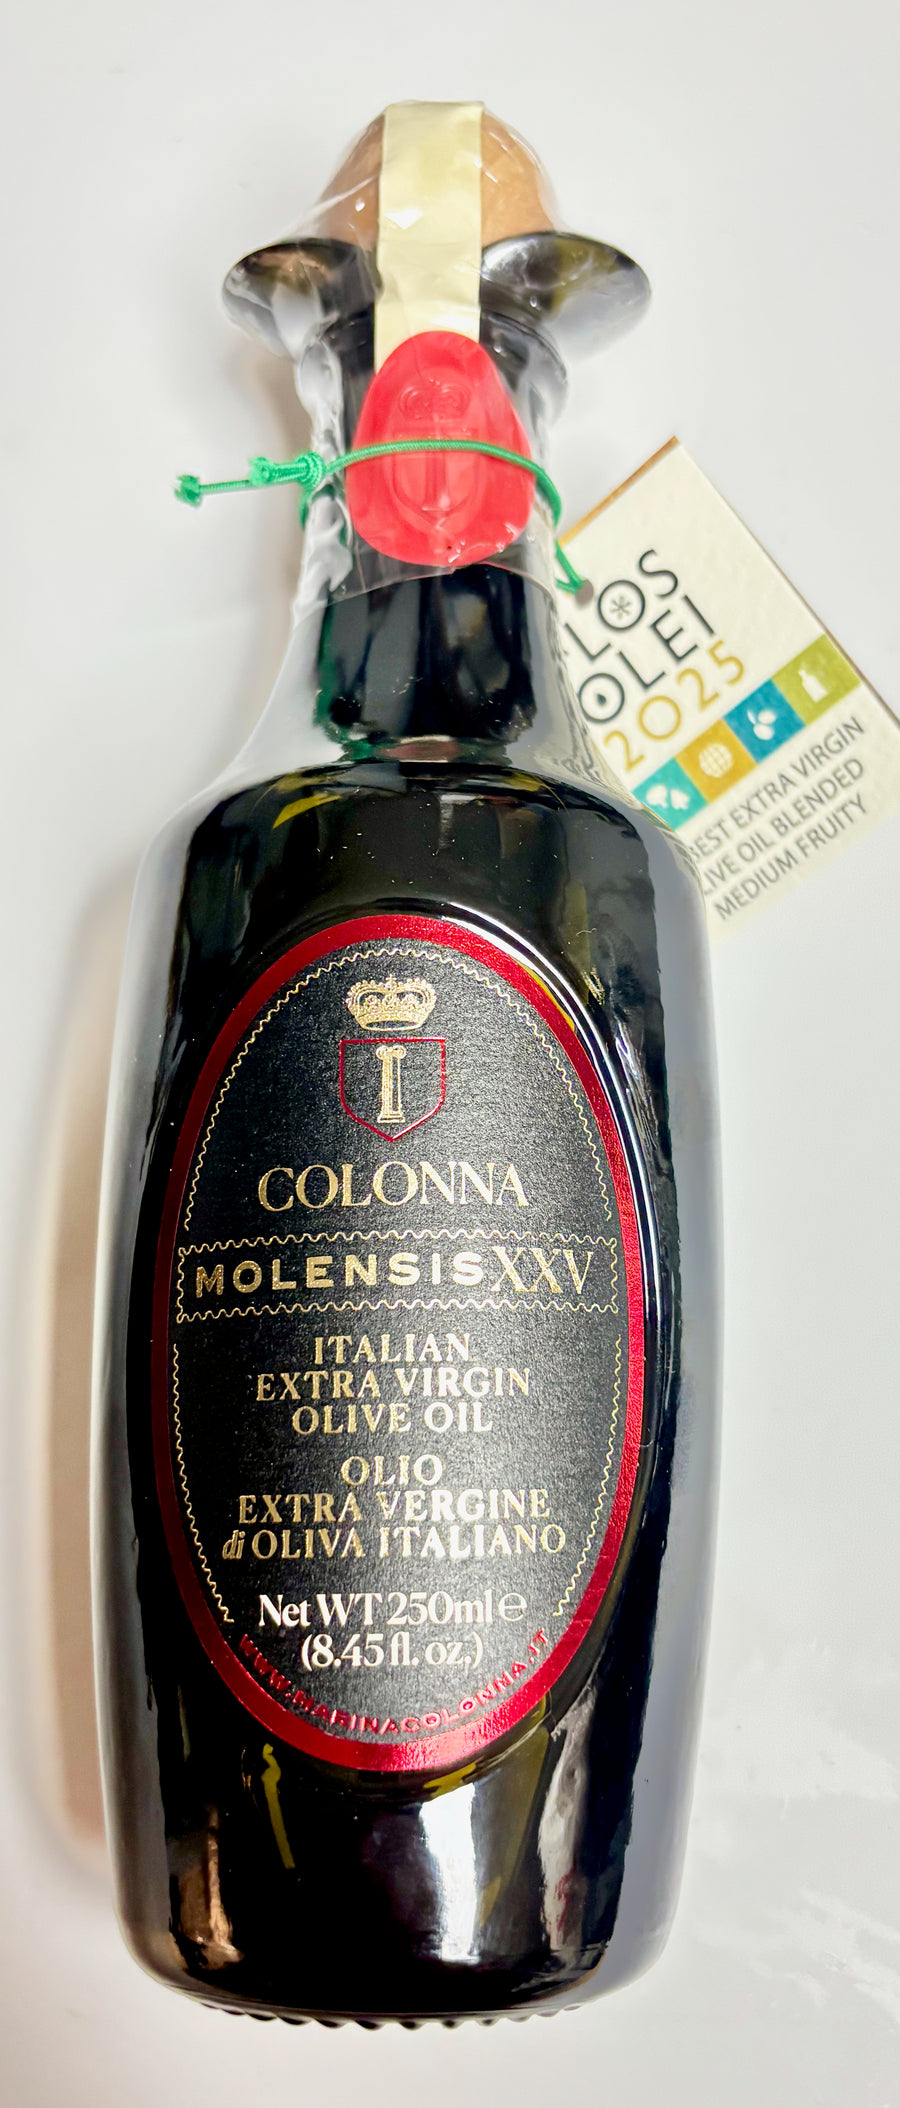 LOS
OLEI
2025
EXTRA VIRGIN
OIL BLENDED
MEDIUM FRUITY
COLONNA
MOLENSIS XXV
ITALIAN
EXTRA VIRGIN
OLIVE OIL
OLIO
EXTRA VERGINE
di OLIVA ITALIANO
Net WT 250ml ℮
(8.45 fl. oz.)
WWW.MARINACOLONNA.IT